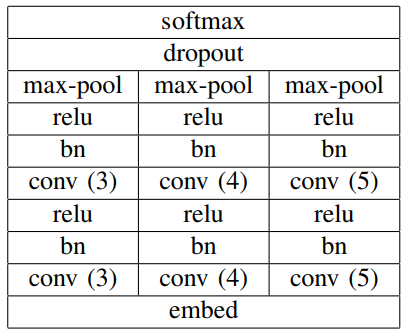 softmax
dropout
max-pool max-pool max-pool
relu relu relu
bn bn bn
conv (3) conv (4) conv (5)
relu relu relu
bn bn bn
conv (3) conv (4) conv (5)
embed